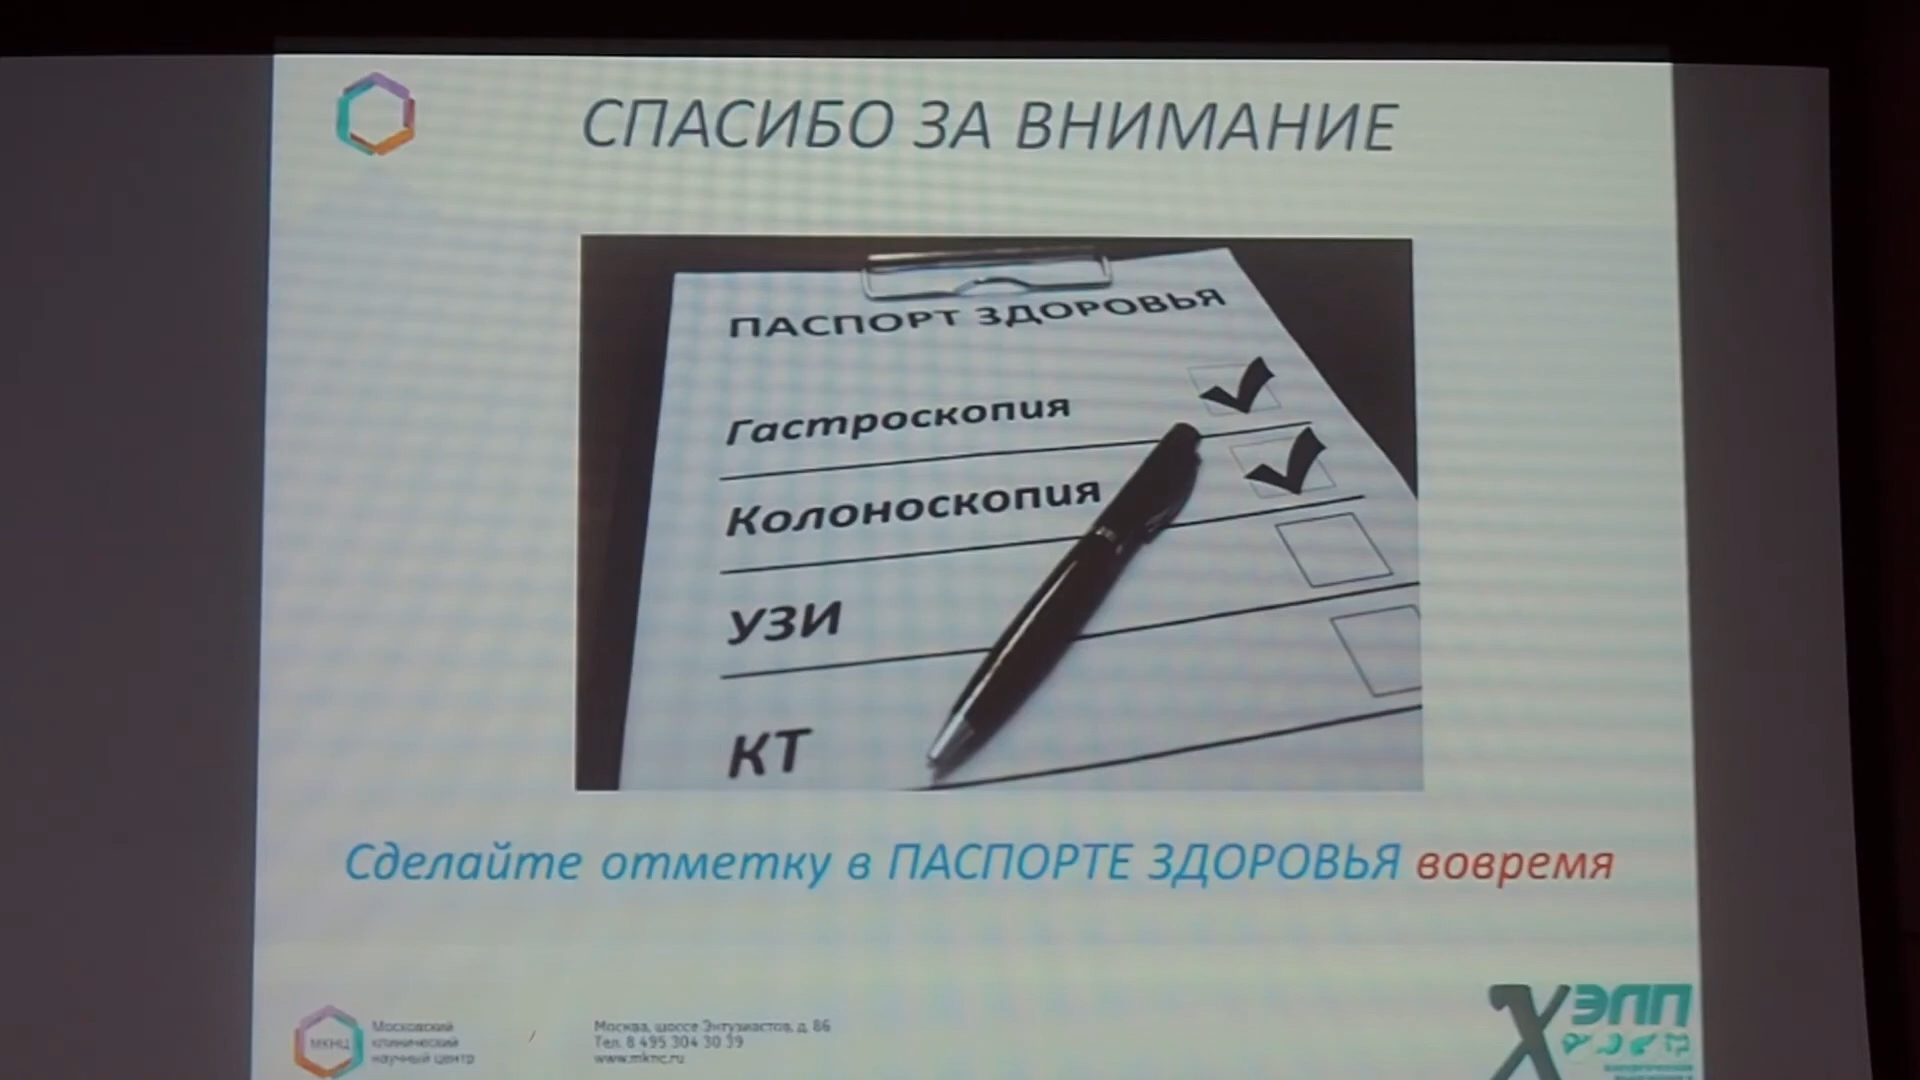 СПАСИБО ЗА ВНИМАНИЕ
ПАСПОРТ ЗДОРОВЬЯ
Гастроскопия
Колоноскопия
УЗИ
КТ
Сделайте отметку в ПАСПОРТЕ ЗДОРОВЬЯ вовремя
МКНЦ
Московский
клинический
научный центр
/
Москва, шоссе Энтузиастов, д. 86
Тел. 8 495 304 30 39
www.mknc.ru
ХЭЛП